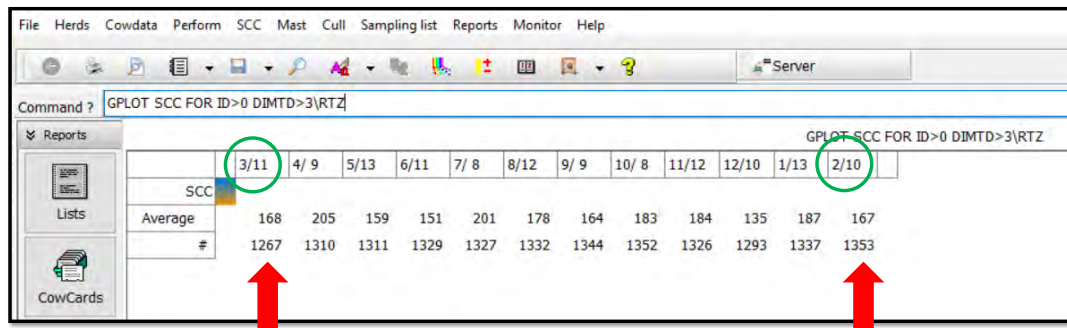 File Herds Cowdata Perform SCC Mast Cull Sampling list Reports Monitor Help
Server
Command ? GPLOT SCC FOR ID>0 DIMTD>3\RTZ
Reports
GPLOT SCC FOR ID>0 DIMTD>3\RTZ
3/11 4/ 9 5/13 6/11 7/ 8 8/12 9/ 9 10/ 8 11/12 12/10 1/13 2/10
SCC
Lists
Average 168 205 159 151 201 178 164 183 184 135 187 167
# 1267 1310 1311 1329 1327 1332 1344 1352 1326 1293 1337 1353
CowCards